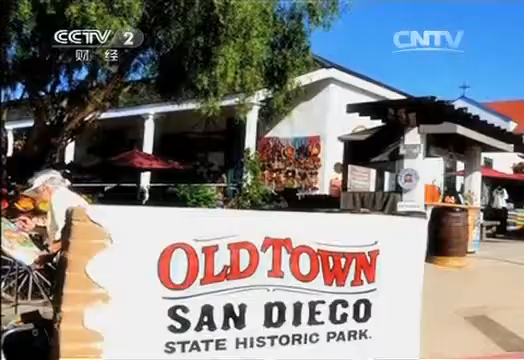 CCTV 2
财经
CNTV
OLD TOWN
SAN DIEGO
STATE HISTORIC PARK.